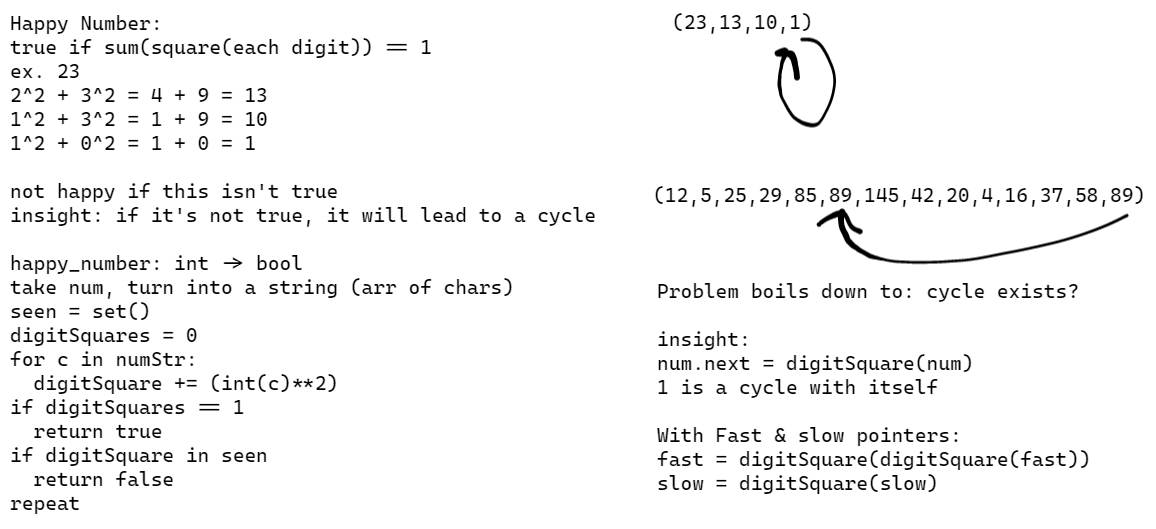 Happy Number:
true if sum(square(each digit)) == 1
ex. 23
2^2 + 3^2 = 4 + 9 = 13
1^2 + 3^2 = 1 + 9 = 10
1^2 + 0^2 = 1 + 0 = 1
not happy if this isn't true
insight: if it's not true, it will lead to a cycle
happy_number: int -> bool
take num, turn into a string (arr of chars)
seen = set()
digitSquares = 0
for c in numStr:
  digitSquare += (int(c)**2)
if digitSquares == 1
  return true
if digitSquare in seen
  return false
repeat
(23,13,10,1)
(12,5,25,29,85,89,145,42,20,4,16,37,58,89)
Problem boils down to: cycle exists?
insight:
num.next = digitSquare(num)
1 is a cycle with itself
With Fast & slow pointers:
fast = digitSquare(digitSquare(fast))
slow = digitSquare(slow)